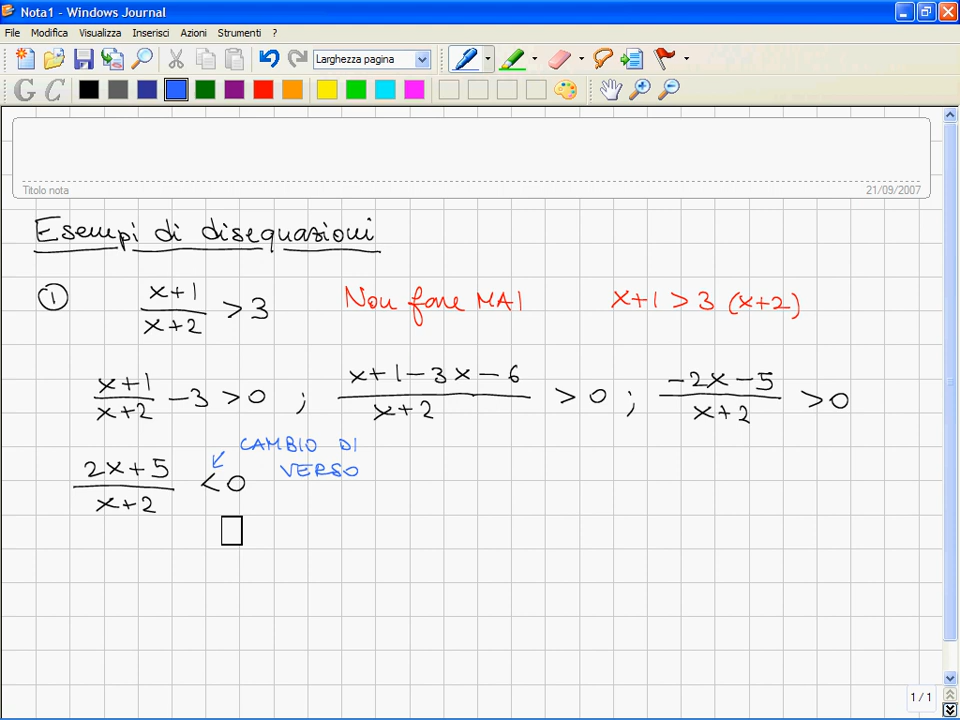 Nota1 - Windows Journal
File Modifica Visualizza Inserisci Azioni Strumenti ?
Larghezza pagina
G C
Titolo nota 21/09/2007
Esempi di disequazioni
① x+1 / x+2 > 3 Non fare MAI x+1 > 3 (x+2)
x+1 / x+2 - 3 > 0 ; x+1-3x-6 / x+2 > 0 ; -2x-5 / x+2 > 0
2x+5 / x+2 < 0 CAMBIO DI
VERSO
1 / 1